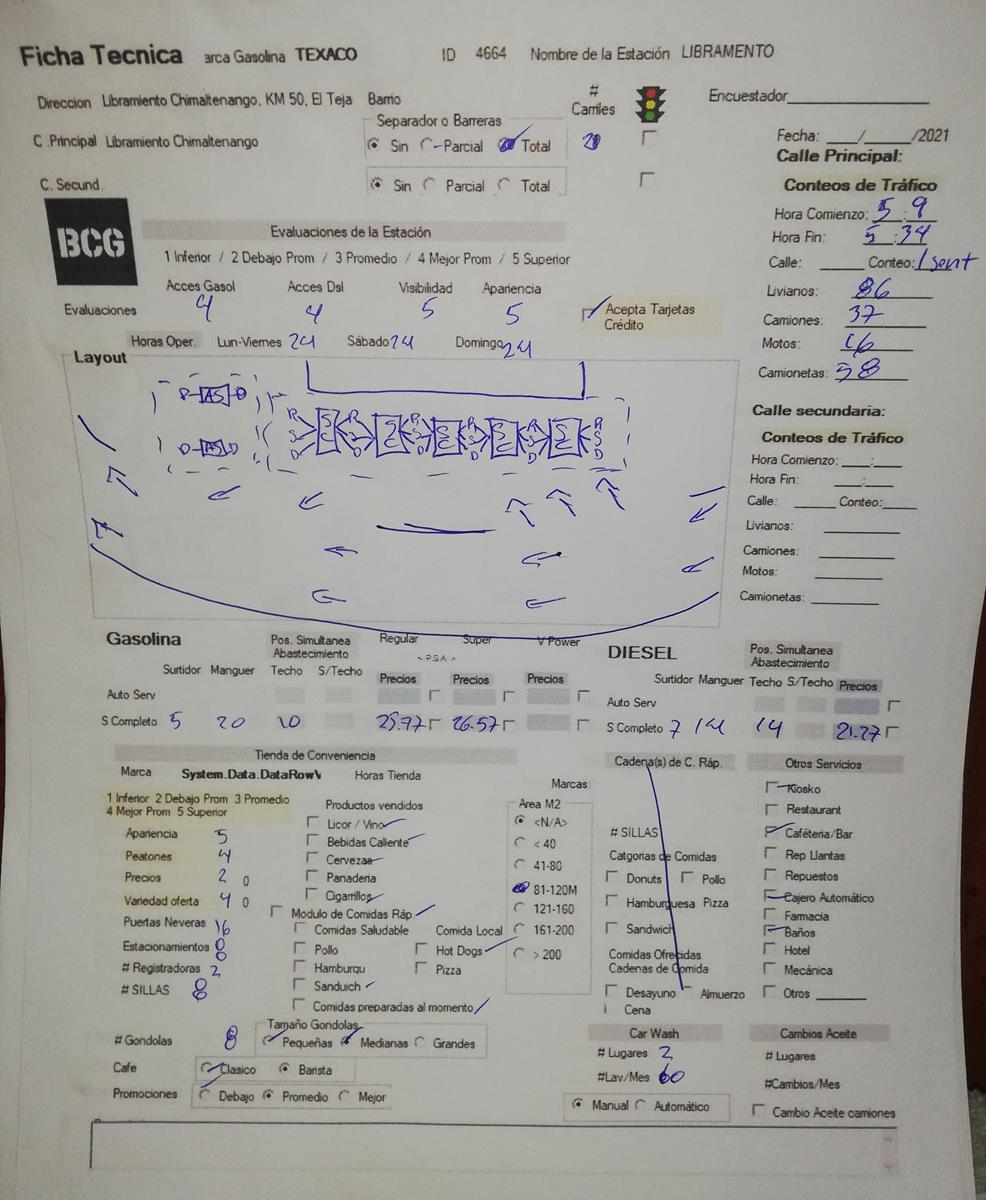 Ficha Tecnica arca Gasolina TEXACO ID 4664 Nombre de la Estación LIBRAMENTO
Direccion Libramiento Chimaltenango, KM 50, El Teja Barrio # Carriles Encuestador
C .Principal Libramiento Chimaltenango Separador o Barreras
Sin Parcial Total
Fecha: ___/_____/2021
Calle Principal:
C. Secund. Sin Parcial Total
Conteos de Tráfico
Hora Comienzo: 5 : 9
Hora Fin: 5 : 34
Calle: Conteo: 1 sent
Livianos: 86
Camiones: 37
Motos: 16
Camionetas: 58
BCG
Evaluaciones de la Estación
1 Inferior / 2 Debajo Prom / 3 Promedio / 4 Mejor Prom / 5 Superior
Acces Gasol Acces Dsl Visibilidad Apariencia
Evaluaciones 4 4 5 5 Acepta Tarjetas Crédito
Horas Oper. Lun-Viernes 24 Sábado 24 Domingo 24
Layout
Calle secundaria:
Conteos de Tráfico
Hora Comienzo: ___:___
Hora Fin: ___:___
Calle: Conteo:
Livianos:
Camiones:
Motos:
Camionetas:
Gasolina Pos. Simultanea Abastecimiento Regular Super V Power
< P.S.A. >
Surtidor Manguer Techo S/Techo Precios Precios Precios
Auto Serv
S Completo 5 20 10 25.77 26.57
DIESEL Pos. Simultanea Abastecimiento
Surtidor Manguer Techo S/Techo Precios
Auto Serv
S Completo 7 14 14 21.27
Tienda de Conveniencia
Marca System.Data.DataRowV Horas Tienda
1 Inferior 2 Debajo Prom 3 Promedio
4 Mejor Prom 5 Superior
Apariencia 5
Peatones 4
Precios 2 0
Variedad oferta 4 0
Puertas Neveras 16
Estacionamientos 8
# Registradoras 2
# SILLAS 8
Productos vendidos
Licor / Vino
Bebidas Caliente
Cervezas
Panaderia
Cigarrillos
Modulo de Comidas Ráp
Comidas Saludable Comida Local
Pollo Hot Dogs
Hamburgu Pizza
Sanduich
Comidas preparadas al momento
Marcas:
Area M2
<N/A>
< 40
41-80
81-120M
121-160
161-200
> 200
# Gondolas 8 Tamaño Gondolas
Pequeñas Medianas Grandes
Cafe Clasico Barista
Promociones Debajo Promedio Mejor
Cadena(s) de C. Ráp.
# SILLAS
Catgorias de Comidas
Donuts Pollo
Hamburguesa Pizza
Sandwich
Comidas Ofrecidas
Cadenas de Comida
Desayuno Almuerzo
Cena
Car Wash
# Lugares 2
#Lav/Mes 60
Manual Automático
Otros Servicios
Kiosko
Restaurant
Caféteria/Bar
Rep Llantas
Repuestos
Cajero Automático
Farmacia
Baños
Hotel
Mecánica
Otros
Cambios Aceite
# Lugares
#Cambios/Mes
Cambio Aceite camiones